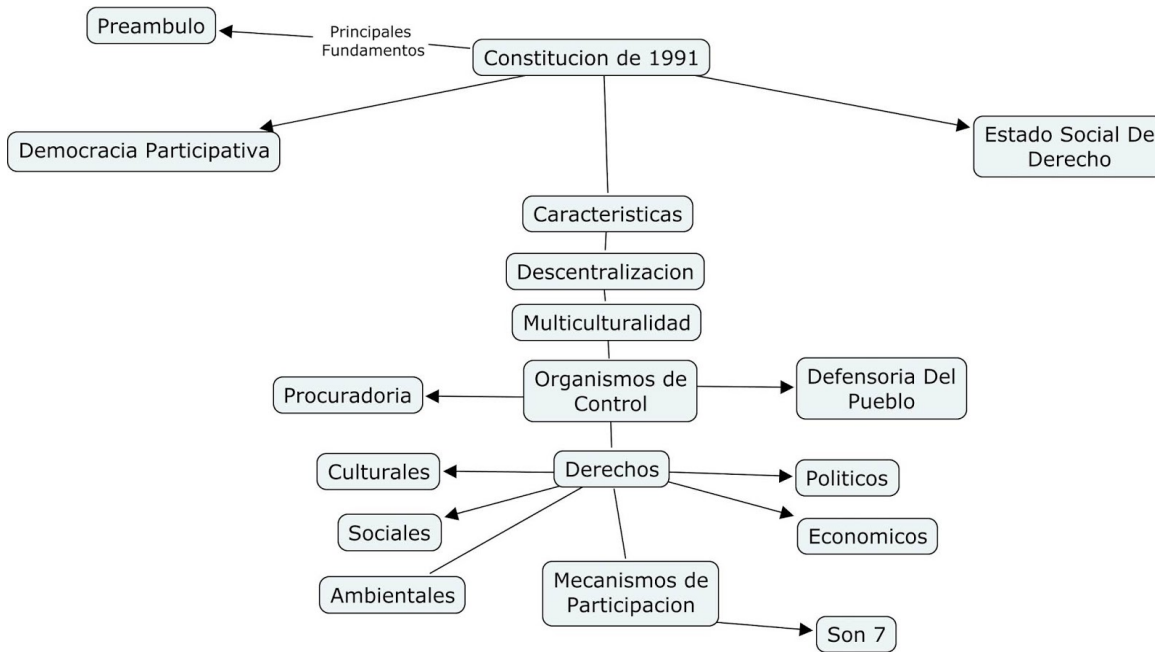 Preambulo
Principales
Fundamentos
Constitucion de 1991
Democracia Participativa
Estado Social De
Derecho
Caracteristicas
Descentralizacion
Multiculturalidad
Organismos de
Control
Procuradoria
Defensoria Del
Pueblo
Derechos
Culturales
Politicos
Sociales
Economicos
Ambientales
Mecanismos de
Participacion
Son 7